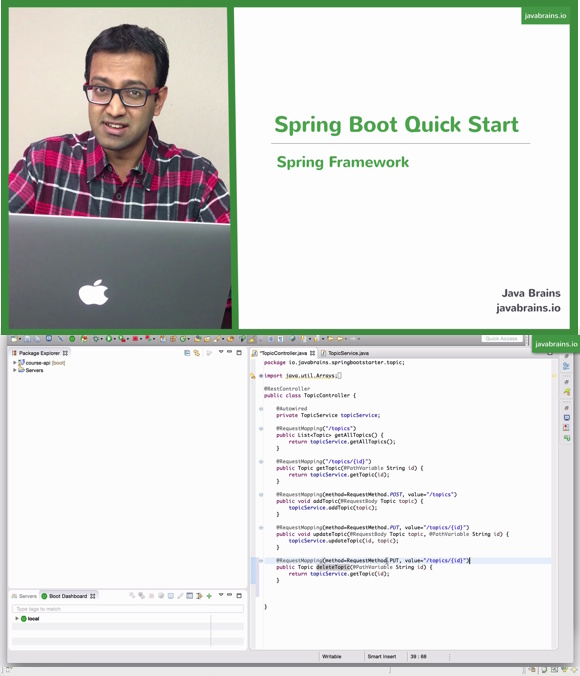 javabrains.io
Spring Boot Quick Start
Spring Framework
Java Brains
javabrains.io
Quick Access
javabrains.io
Package Explorer
course-api [boot]
Servers
*TopicController.java
TopicService.java
package io.javabrains.springbootstarter.topic;
import java.util.Arrays;
@RestController
public class TopicController {
@Autowired
private TopicService topicService;
@RequestMapping("/topics")
public List<Topic> getAllTopics() {
return topicService.getAllTopics();
}
@RequestMapping("/topics/{id}")
public Topic getTopic(@PathVariable String id) {
return topicService.getTopic(id);
}
@RequestMapping(method=RequestMethod.POST, value="/topics")
public void addTopic(@RequestBody Topic topic) {
topicService.addTopic(topic);
}
@RequestMapping(method=RequestMethod.PUT, value="/topics/{id}")
public void updateTopic(@RequestBody Topic topic, @PathVariable String id) {
topicService.updateTopic(id, topic);
}
@RequestMapping(method=RequestMethod.PUT, value="/topics/{id}")
public Topic deleteTopic(@PathVariable String id) {
return topicService.getTopic(id);
}
}
Servers
Boot Dashboard
Type tags to match
local
Writable
Smart Insert
39 : 68